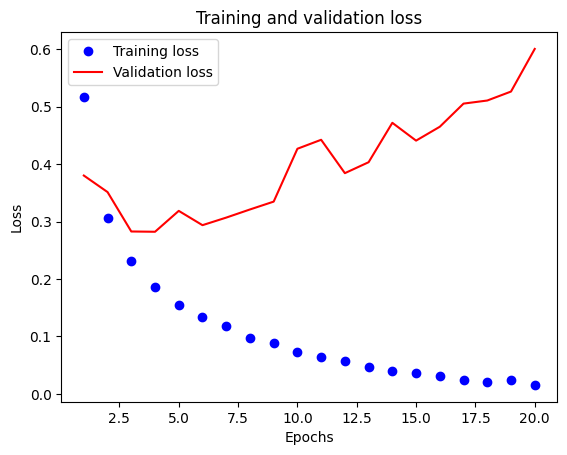 Training and validation loss
Training loss
Validation loss
0.6
0.5
0.4
0.3
0.2
0.1
0.0
Loss
2.5 5.0 7.5 10.0 12.5 15.0 17.5 20.0
Epochs